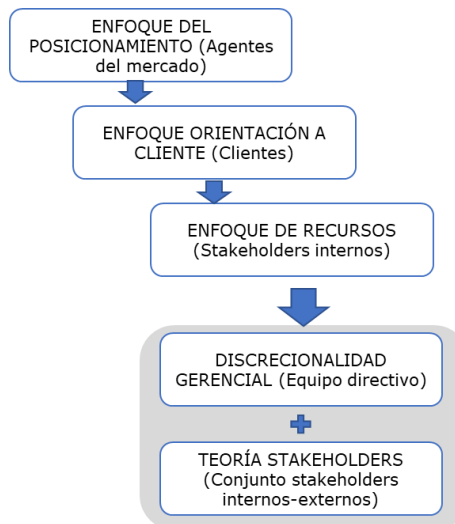 ENFOQUE DEL
POSICIONAMIENTO (Agentes
del mercado)
ENFOQUE ORIENTACIÓN A
CLIENTE (Clientes)
ENFOQUE DE RECURSOS
(Stakeholders internos)
DISCRECIONALIDAD
GERENCIAL (Equipo directivo)
TEORÍA STAKEHOLDERS
(Conjunto stakeholders
internos-externos)